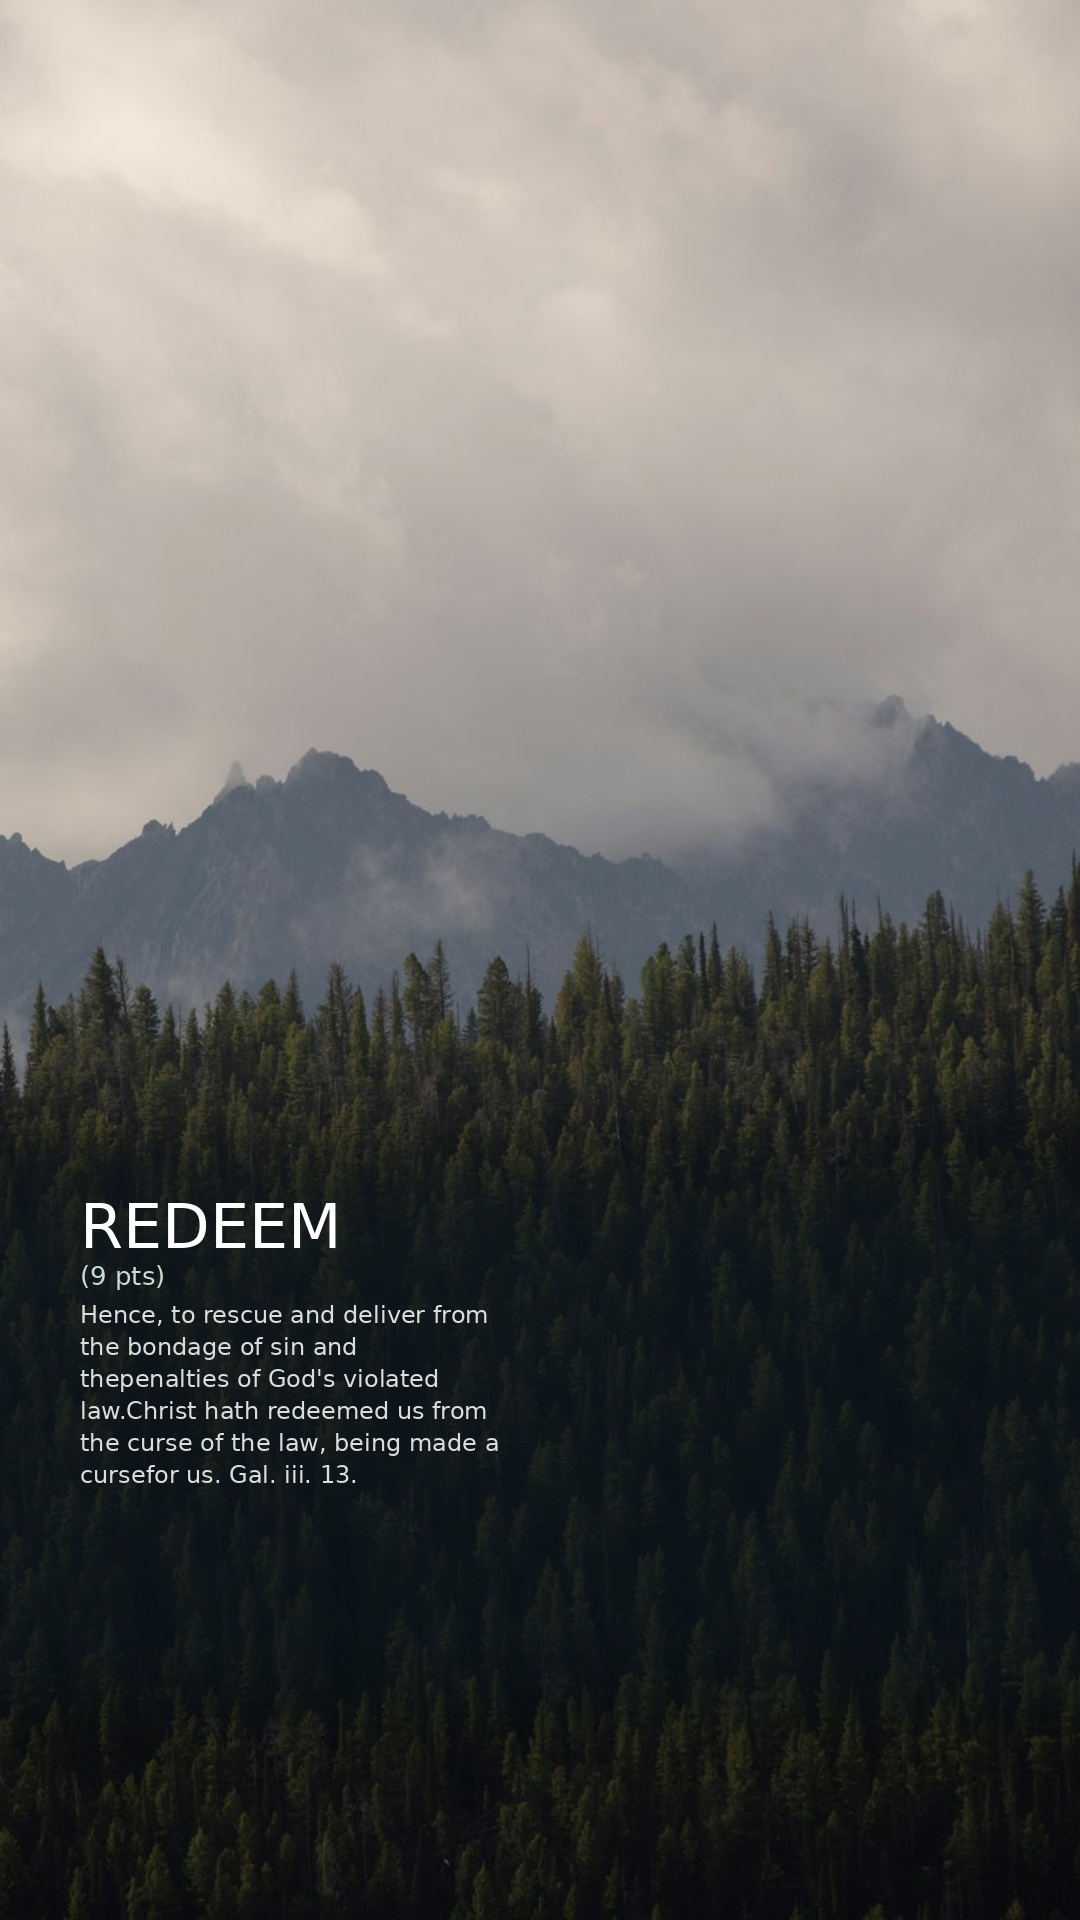 REDEEM
(9 pts)
Hence, to rescue and deliver from
the bondage of sin and
thepenalties of God's violated
law.Christ hath redeemed us from
the curse of the law, being made a
cursefor us. Gal. iii. 13.